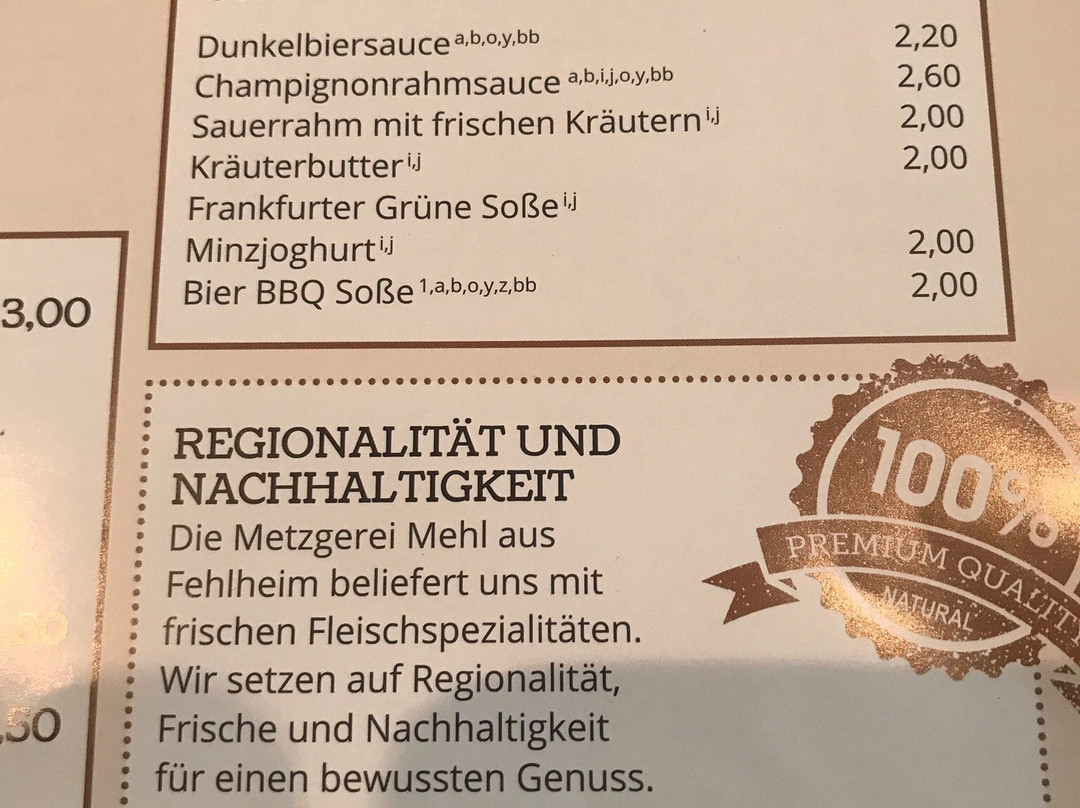 Dunkelbiersauce a,b,o,y,bb 2,20
Champignonrahmsauce a,b,i,j,o,y,bb 2,60
Sauerrahm mit frischen Kräutern i,j 2,00
Kräuterbutter i,j 2,00
Frankfurter Grüne Soße i,j
Minzjoghurt i,j 2,00
Bier BBQ Soße 1,a,b,o,y,z,bb 2,00
3,00
,50
,50
REGIONALITÄT UND
NACHHALTIGKEIT
Die Metzgerei Mehl aus
Fehlheim beliefert uns mit
frischen Fleischspezialitäten.
Wir setzen auf Regionalität,
Frische und Nachhaltigkeit
für einen bewussten Genuss.
100%
PREMIUM QUALITY
NATURAL